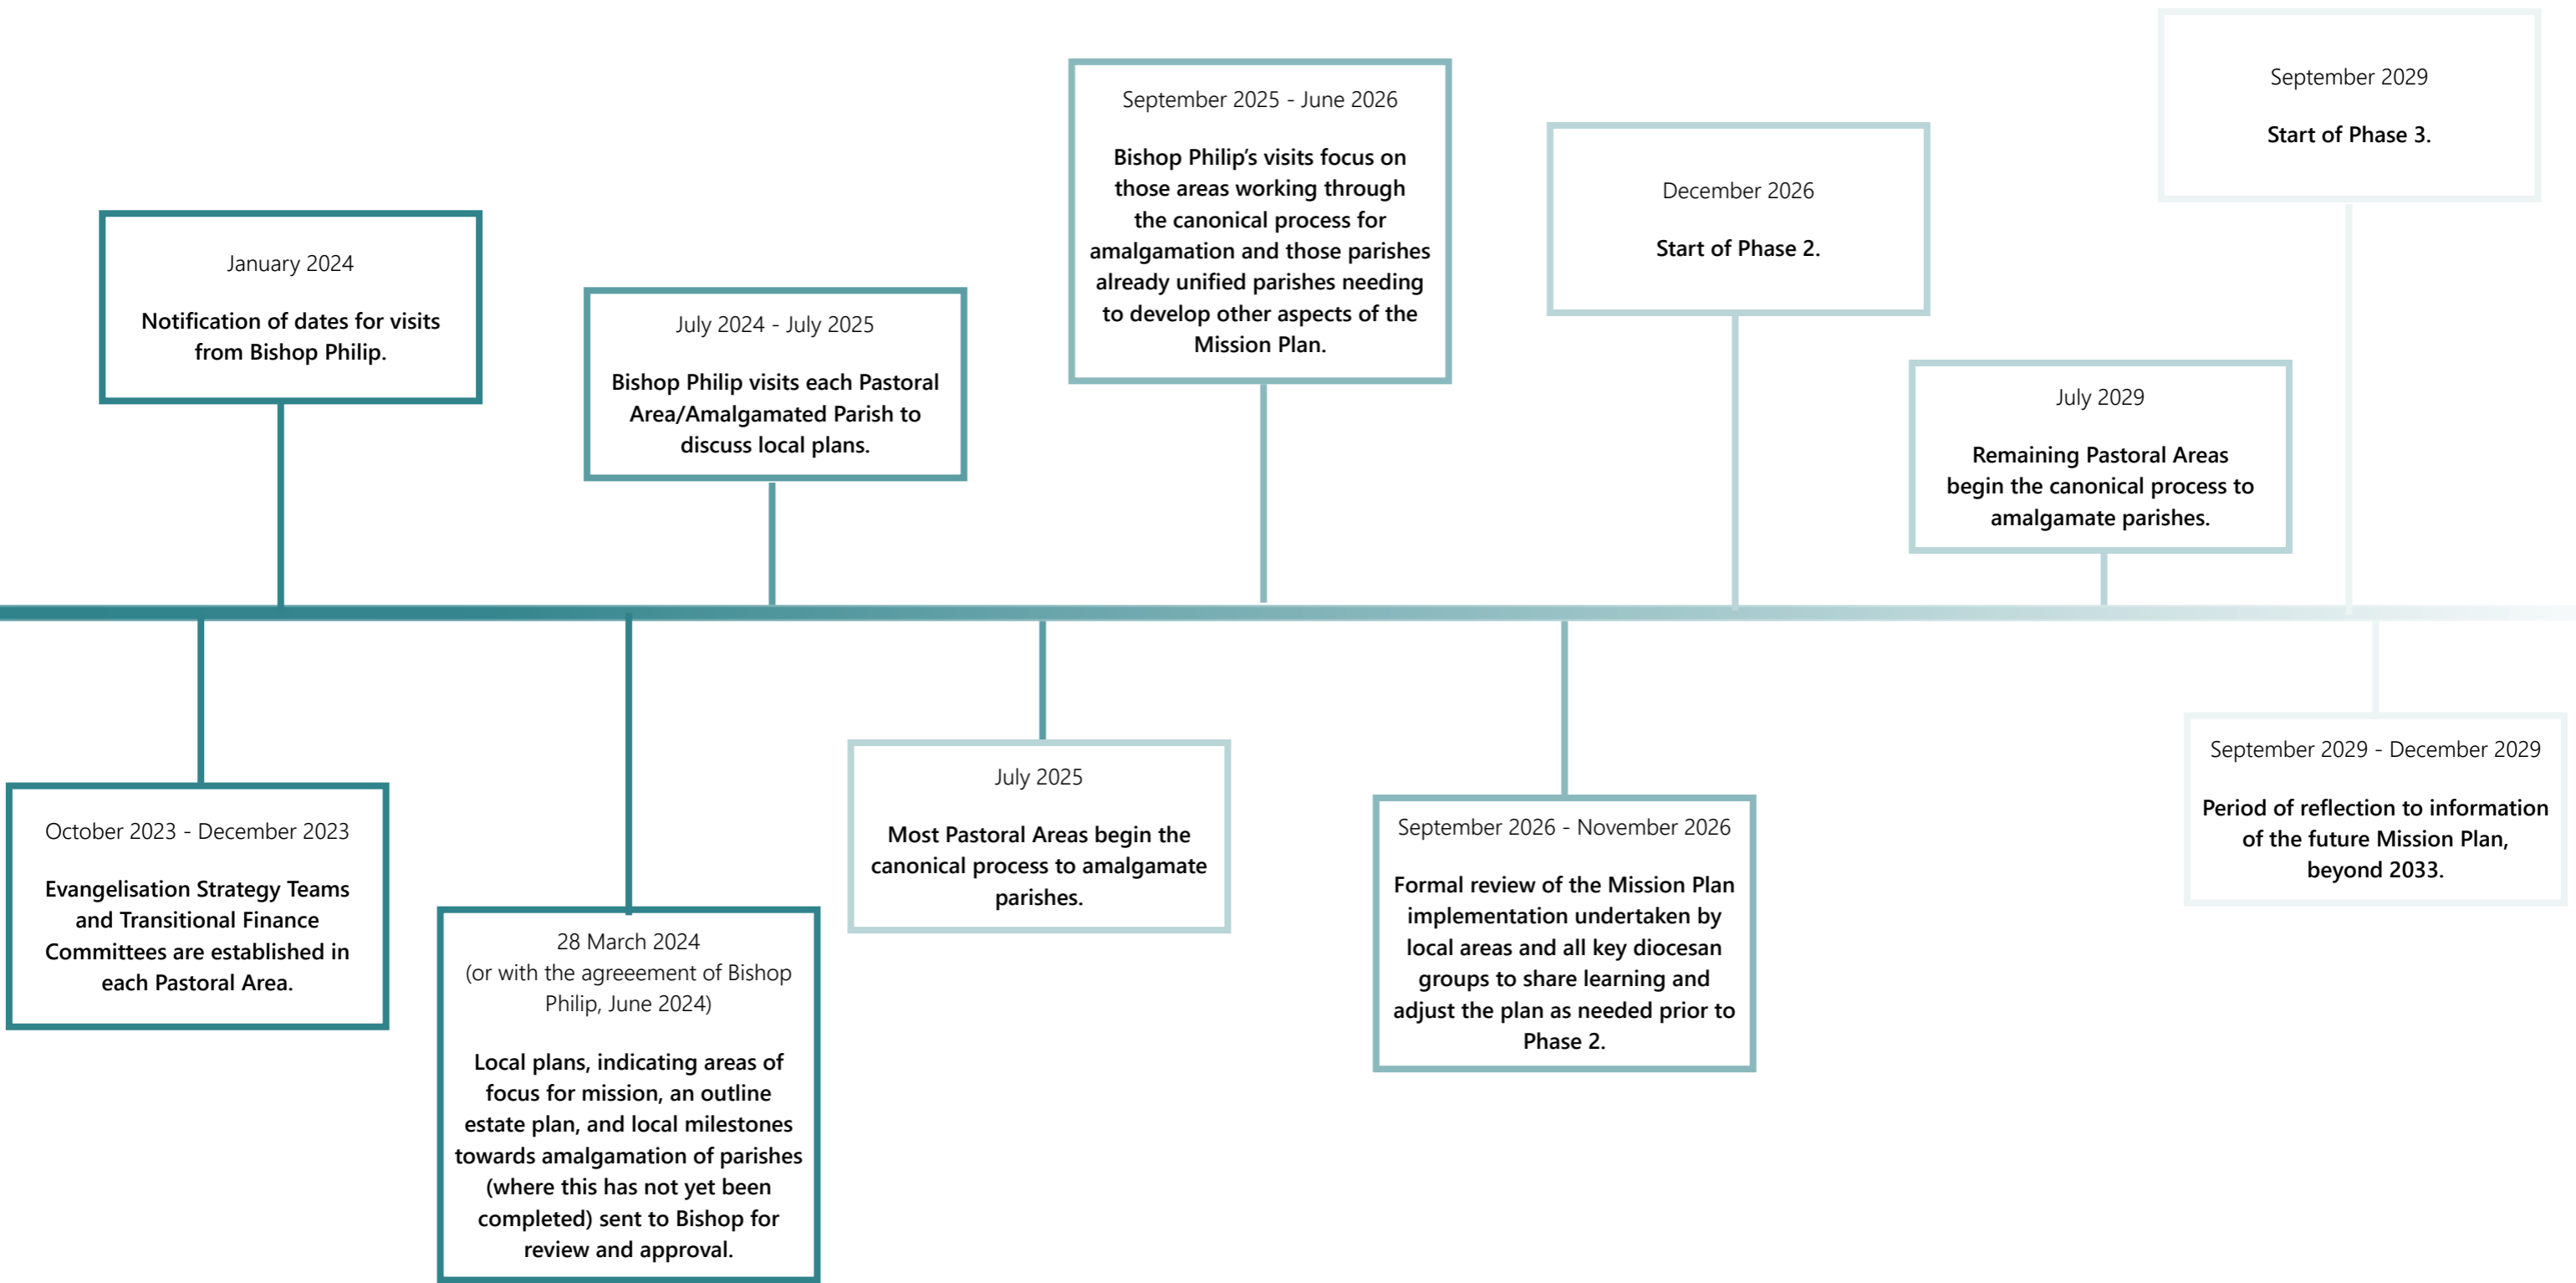 October 2023 - December 2023
Evangelisation Strategy Teams
and Transitional Finance
Committees are established in
each Pastoral Area.
January 2024
Notification of dates for visits
from Bishop Philip.
28 March 2024
(or with the agreeement of Bishop
Philip, June 2024)
Local plans, indicating areas of
focus for mission, an outline
estate plan, and local milestones
towards amalgamation of parishes
(where this has not yet been
completed) sent to Bishop for
review and approval.
July 2024 - July 2025
Bishop Philip visits each Pastoral
Area/Amalgamated Parish to
discuss local plans.
July 2025
Most Pastoral Areas begin the
canonical process to amalgamate
parishes.
September 2025 - June 2026
Bishop Philip’s visits focus on
those areas working through
the canonical process for
amalgamation and those parishes
already unified parishes needing
to develop other aspects of the
Mission Plan.
September 2026 - November 2026
Formal review of the Mission Plan
implementation undertaken by
local areas and all key diocesan
groups to share learning and
adjust the plan as needed prior to
Phase 2.
December 2026
Start of Phase 2.
July 2029
Remaining Pastoral Areas
begin the canonical process to
amalgamate parishes.
September 2029
Start of Phase 3.
September 2029 - December 2029
Period of reflection to information
of the future Mission Plan,
beyond 2033.